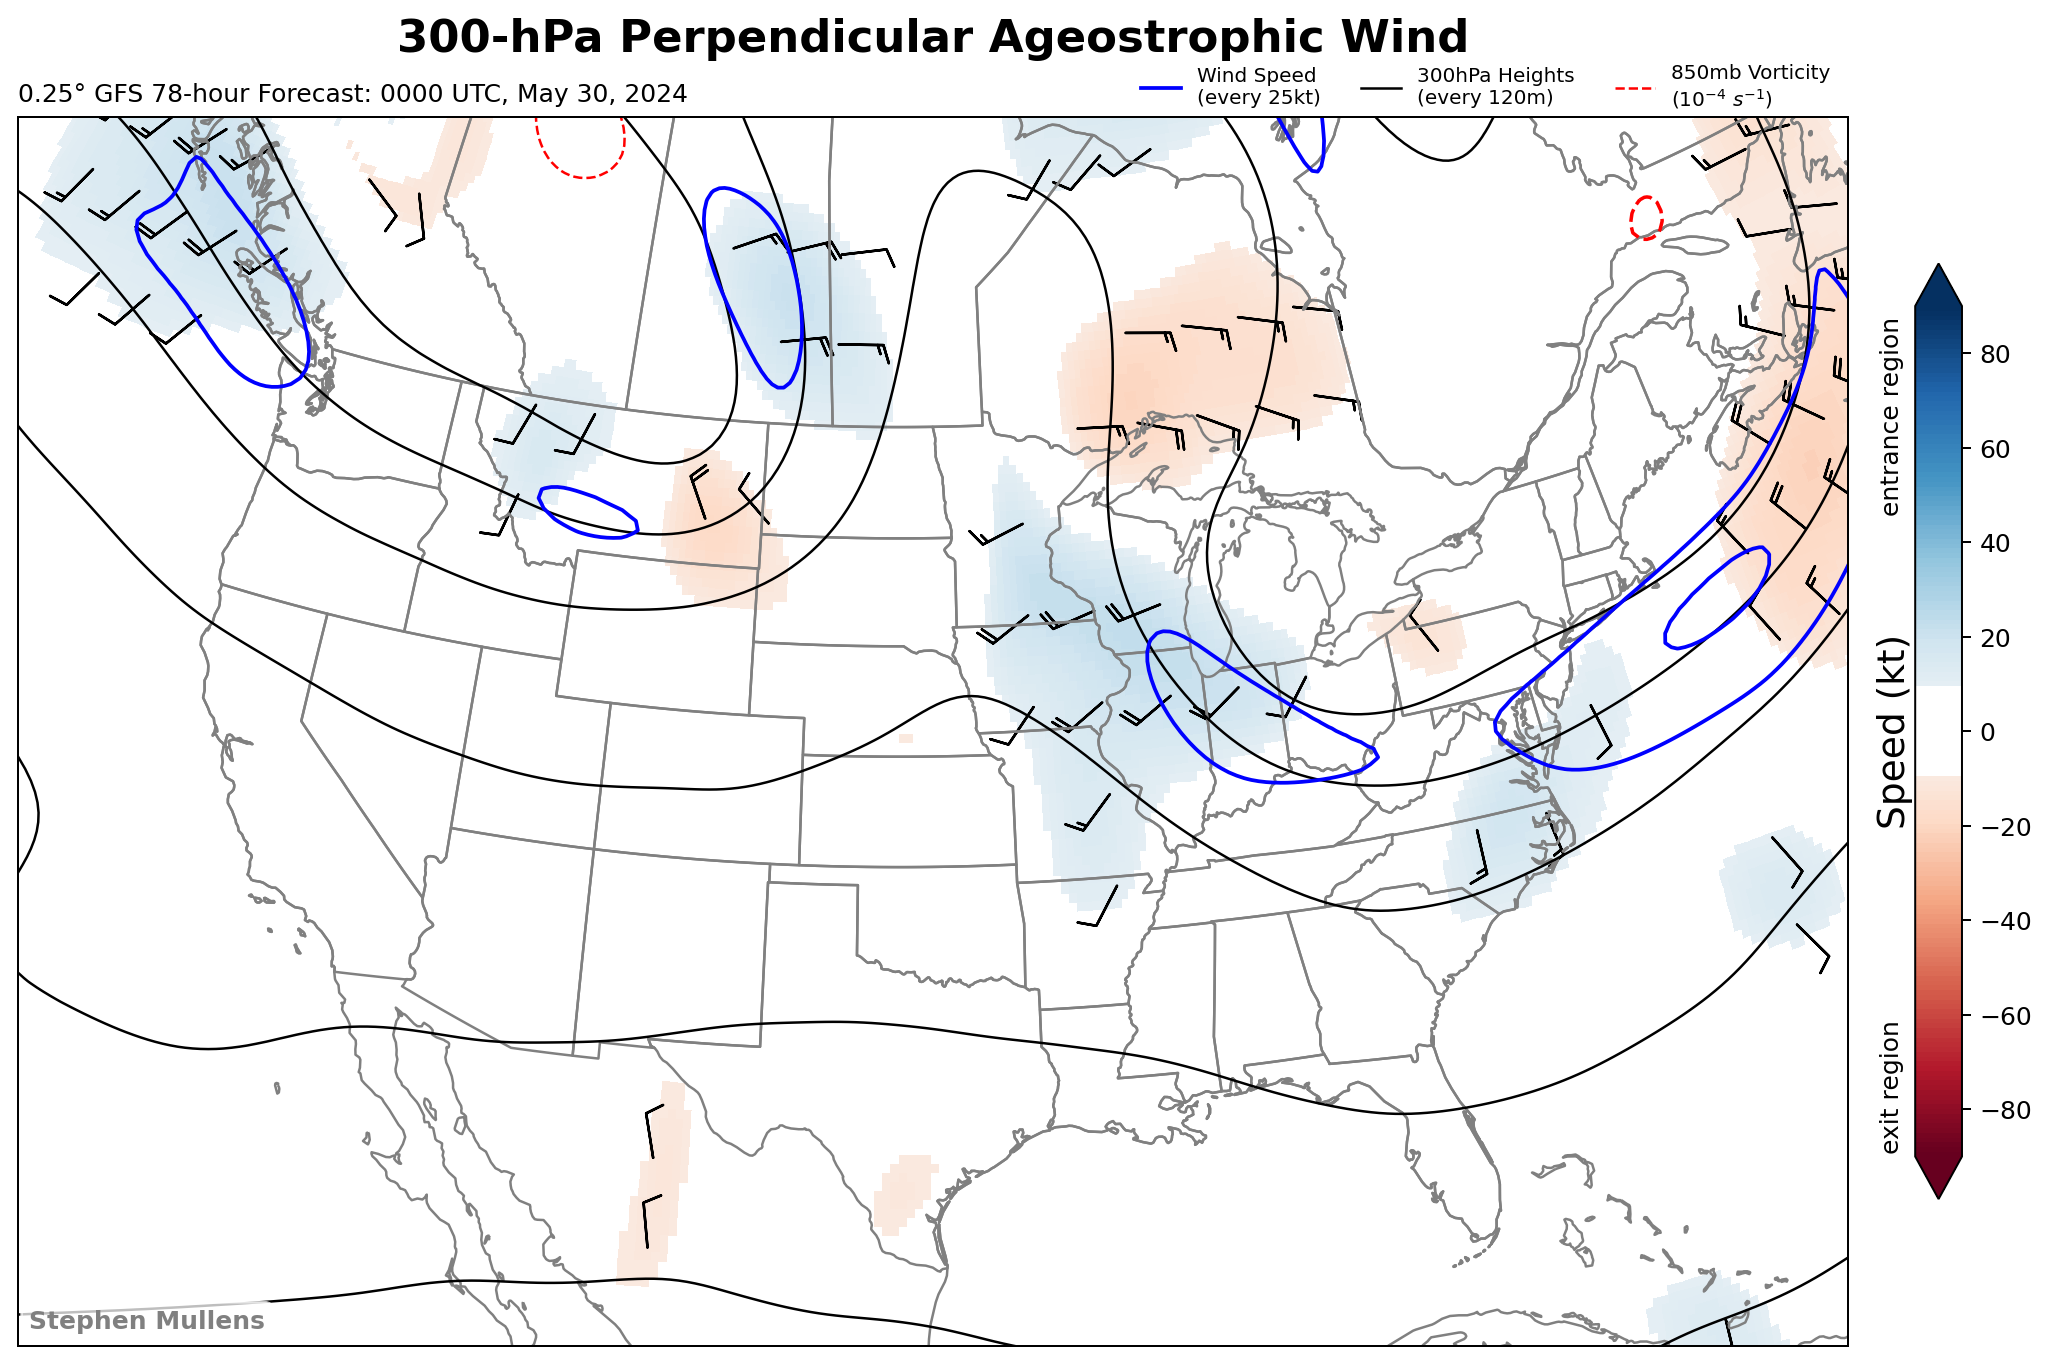 300-hPa Perpendicular Ageostrophic Wind
0.25° GFS 78-hour Forecast: 0000 UTC, May 30, 2024
Wind Speed
(every 25kt)
300hPa Heights
(every 120m)
850mb Vorticity
(10⁻⁴ s⁻¹)
entrance region
Speed (kt)
exit region
80
60
40
20
0
−20
−40
−60
−80
Stephen Mullens